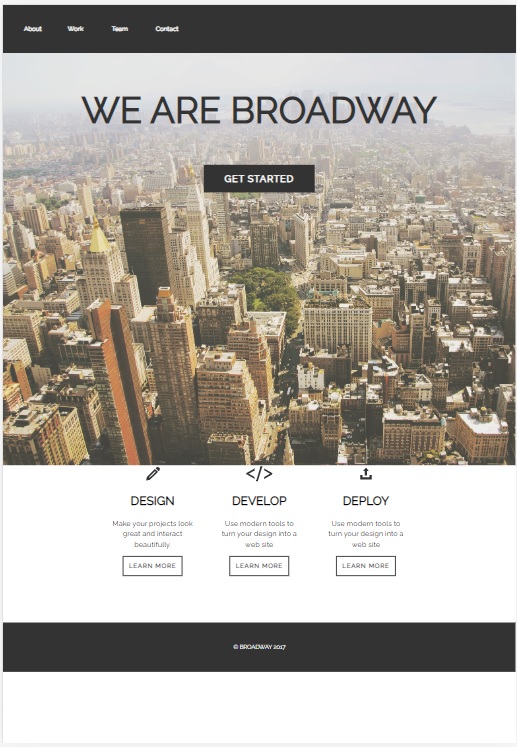 About Work Team Contact
WE ARE BROADWAY
GET STARTED
</>
DESIGN DEVELOP DEPLOY
Make your projects look
great and interact
beautifully.
Use modern tools to
turn your design into a
web site
Use modern tools to
turn your design into a
web site
LEARN MORE LEARN MORE LEARN MORE
© BROADWAY 2017